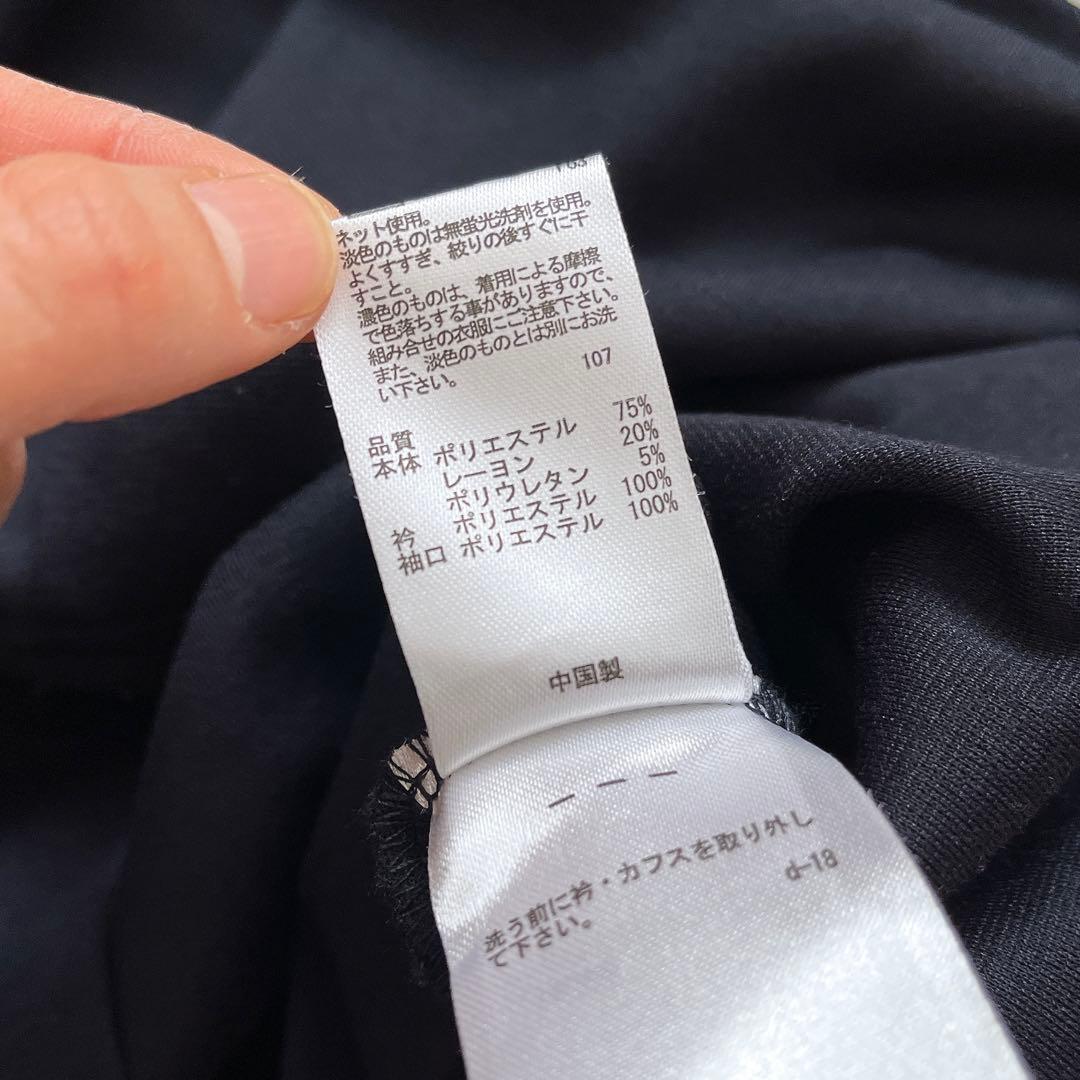 ネット使用。
淡色のものは無蛍光洗剤を使用。
よくすすぎ、絞りの後すぐに干
すこと。
濃色のものは、着用による摩擦
で色落ちする事がありますので、
組み合せの衣服にご注意下さい。
また、淡色のものとは別にお洗
い下さい。 107
品質
本体 ポリエステル 75%
レーヨン 20%
ポリウレタン 5%
衿 ポリエステル 100%
袖口 ポリエステル 100%
中国製
― ― ―
洗う前に衿・カフスを取り外し
て下さい。 d-18